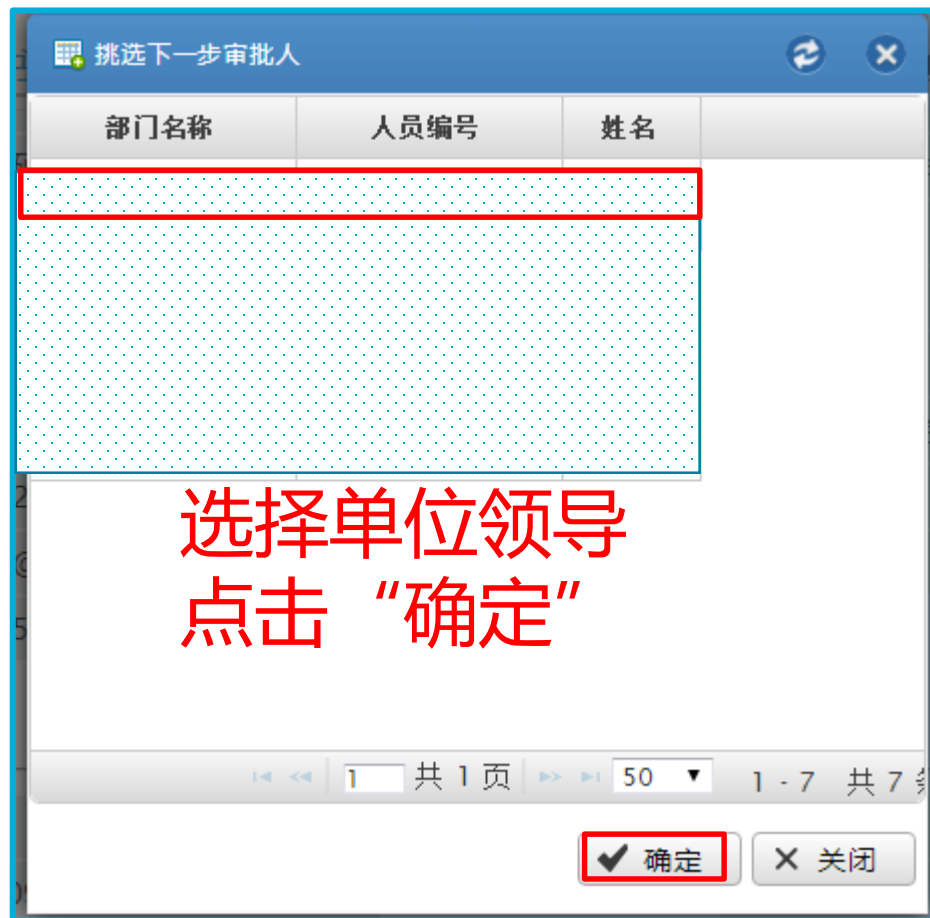 挑选下一步审批人
部门名称 人员编号 姓名
选择单位领导
点击“确定”
1 共 1 页 50 1 - 7 共 7
确定 关闭